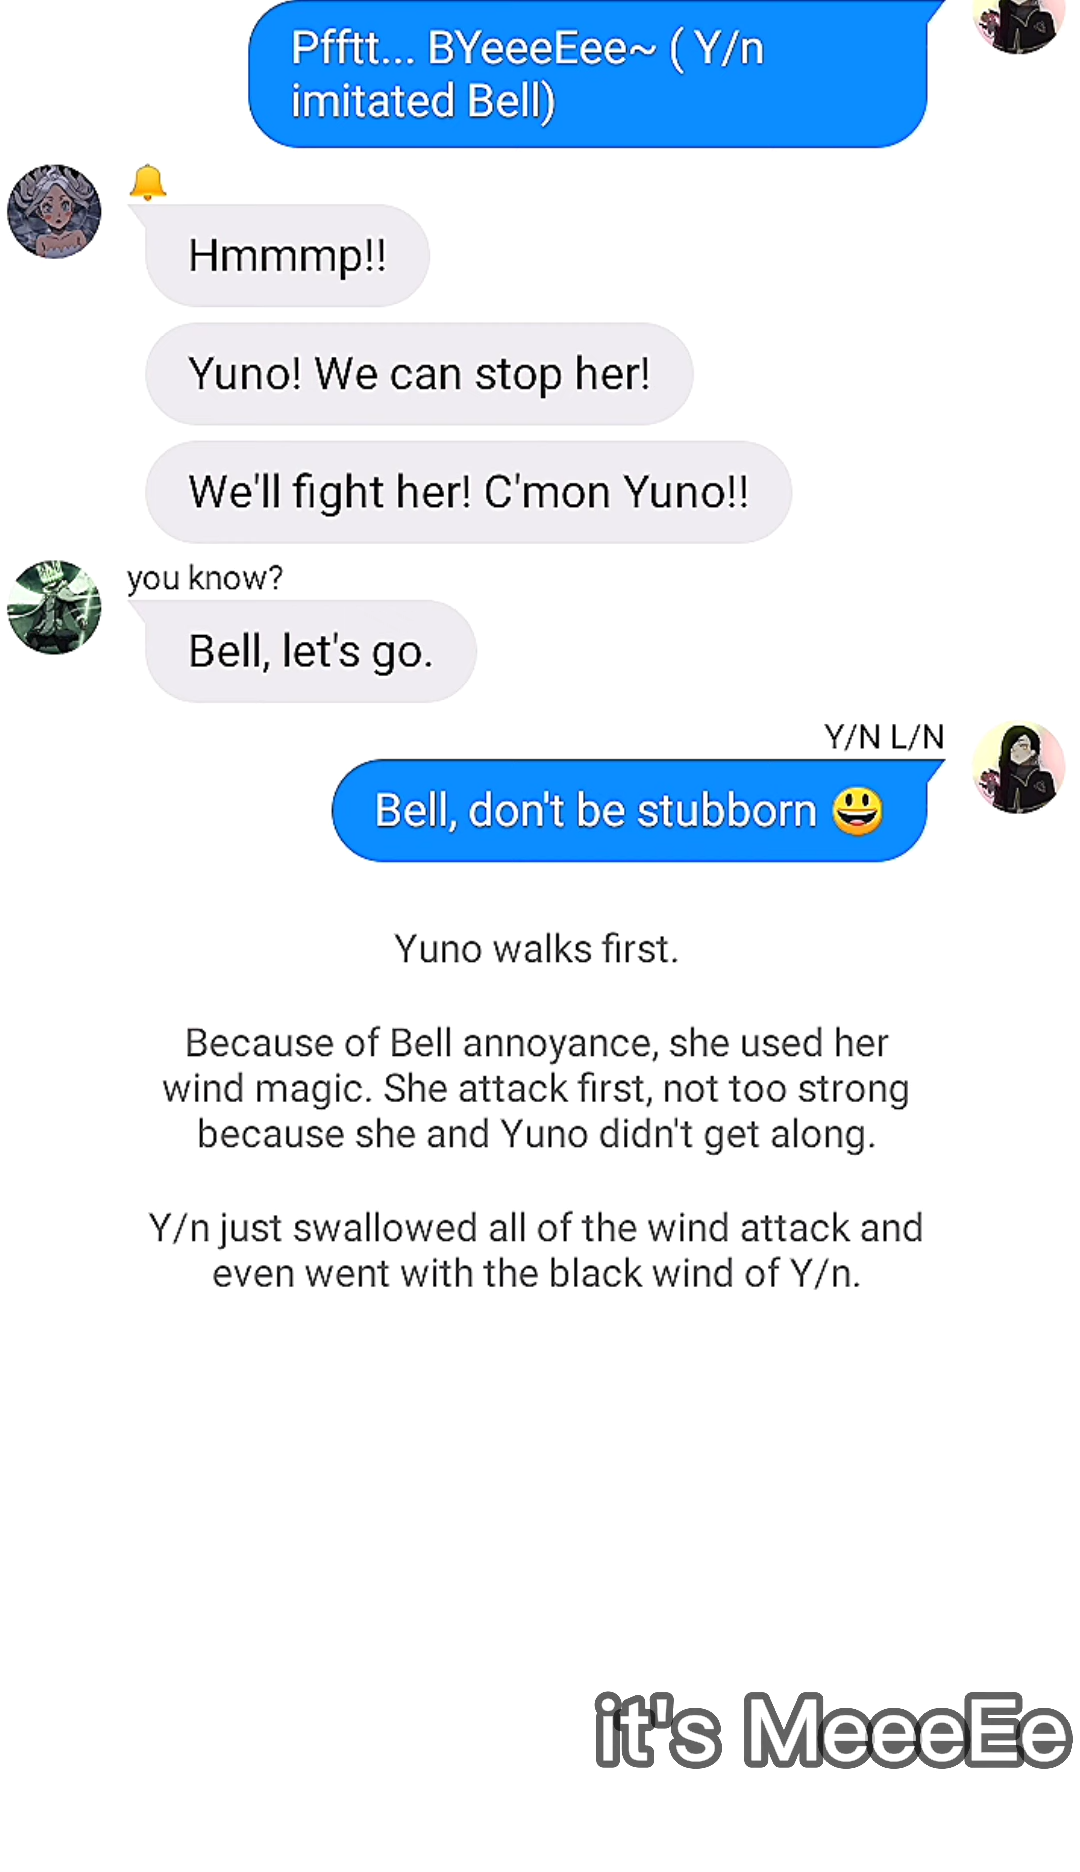 Pfftt... BYeeeEee~ ( Y/n
imitated Bell)
🔔
Hmmmp!!
Yuno! We can stop her!
We'll fight her! C'mon Yuno!!
you know?
Bell, let's go.
Y/N L/N
Bell, don't be stubborn 😃
Yuno walks first.
Because of Bell annoyance, she used her
wind magic. She attack first, not too strong
because she and Yuno didn't get along.
Y/n just swallowed all of the wind attack and
even went with the black wind of Y/n.
it's MeeeEe